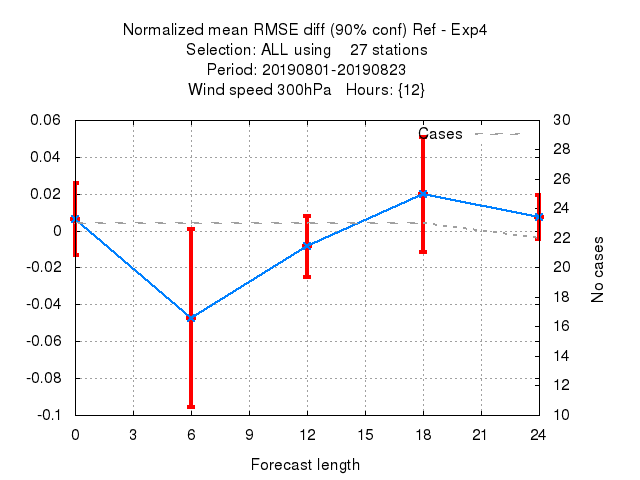 Normalized mean RMSE diff (90% conf) Ref - Exp4
Selection: ALL using    27 stations
Period: 20190801-20190823
Wind speed 300hPa   Hours: {12}
Cases
0.06
0.04
0.02
0
-0.02
-0.04
-0.06
-0.08
-0.1
30
28
26
24
22
20
18
16
14
12
10
No cases
0 3 6 9 12 15 18 21 24
Forecast length